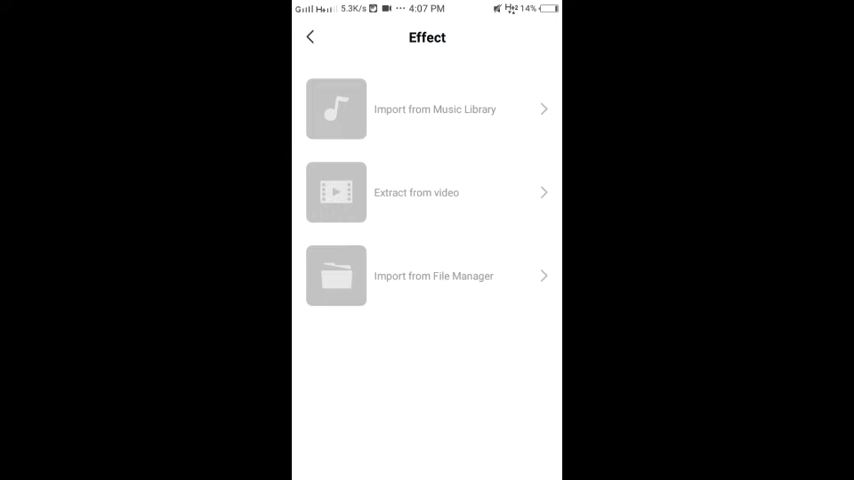 5.3K/s ··· 4:07 PM 14%
Effect
Import from Music Library
Extract from video
Import from File Manager